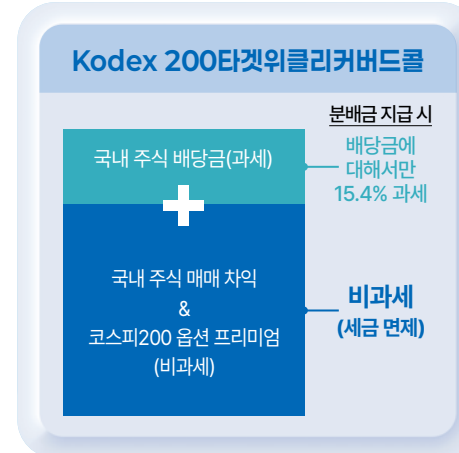 Kodex 200타겟위클리커버드콜
분배금 지급 시
국내 주식 배당금(과세)
배당금에
대해서만
15.4% 과세
국내 주식 매매 차익
&
코스피200 옵션 프리미엄
(비과세)
비과세
(세금 면제)